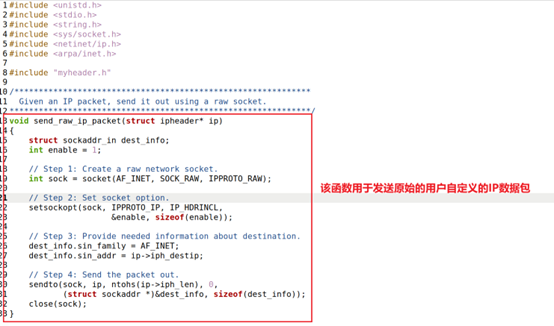 1 #include <unistd.h>
2 #include <stdio.h>
3 #include <string.h>
4 #include <sys/socket.h>
5 #include <netinet/ip.h>
6 #include <arpa/inet.h>
7
8 #include "myheader.h"
9
10 /*************************************************************
11   Given an IP packet, send it out using a raw socket.
12 **************************************************************/
13 void send_raw_ip_packet(struct ipheader* ip)
14 {
15     struct sockaddr_in dest_info;
16     int enable = 1;
17
18     // Step 1: Create a raw network socket.
19     int sock = socket(AF_INET, SOCK_RAW, IPPROTO_RAW);
20
21     // Step 2: Set socket option.
22     setsockopt(sock, IPPROTO_IP, IP_HDRINCL,
23                      &enable, sizeof(enable));
24
25     // Step 3: Provide needed information about destination.
26     dest_info.sin_family = AF_INET;
27     dest_info.sin_addr = ip->iph_destip;
28
29     // Step 4: Send the packet out.
30     sendto(sock, ip, ntohs(ip->iph_len), 0,
31            (struct sockaddr *)&dest_info, sizeof(dest_info));
32     close(sock);
33 }
该函数用于发送原始的用户自定义的IP数据包